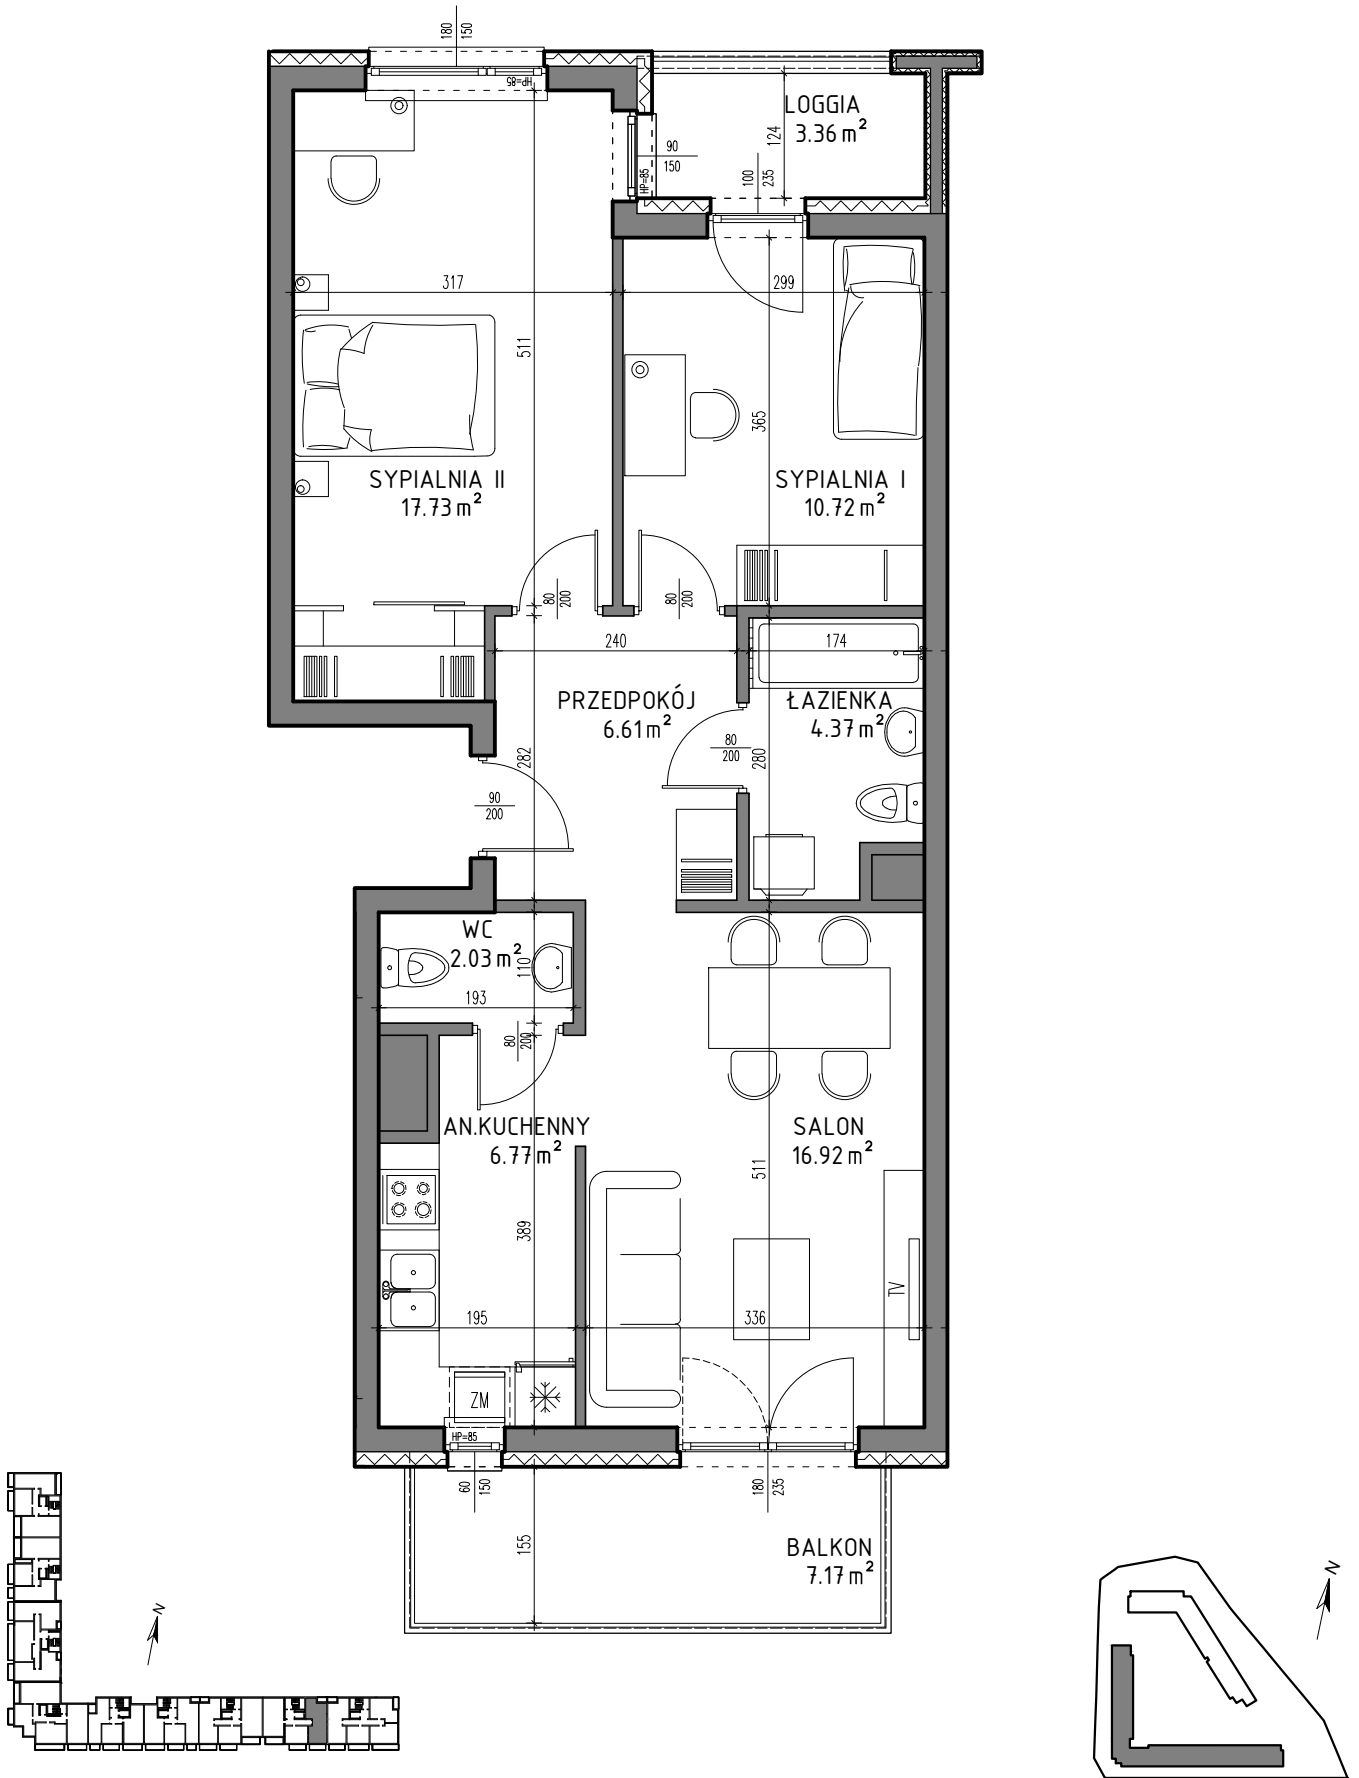 180
150
HP=85
LOGGIA
3.36 m²
124
90
150
HP=85
100
235
317
299
511
365
SYPIALNIA II
17.73 m²
SYPIALNIA I
10.72 m²
80
200
80
200
240
174
PRZEDPOKÓJ
6.61 m²
ŁAZIENKA
4.37 m²
80
200
282
280
90
200
WC
2.03 m²
110
193
80
200
AN.KUCHENNY
6.77 m²
SALON
16.92 m²
511
389
TV
195
336
ZM
HP=85
60
150
180
235
155
BALKON
7.17 m²
N
N